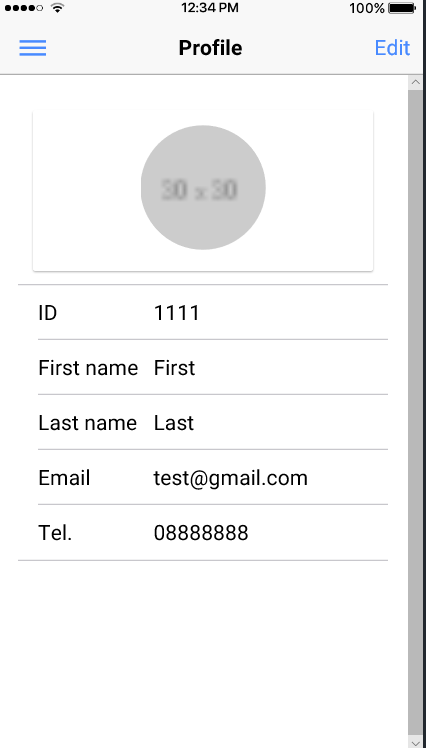 12:34 PM 100%
Profile Edit
30 x 30
ID 1111
First name First
Last name Last
Email test@gmail.com
Tel. 08888888